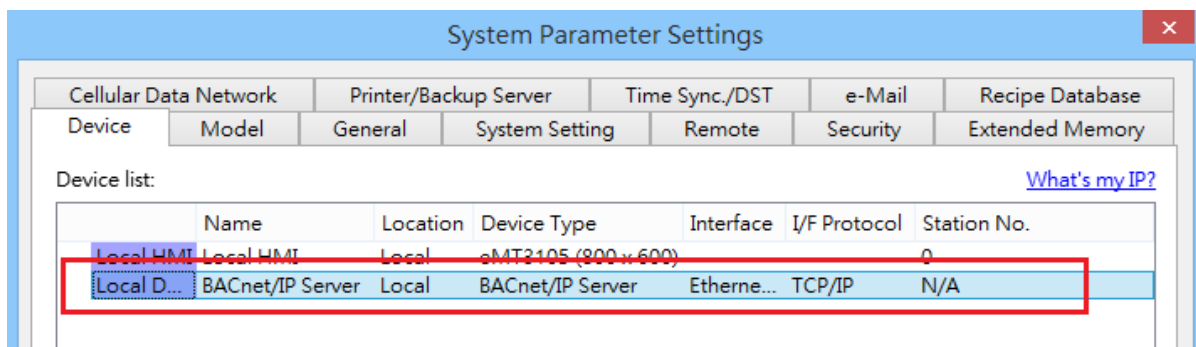 System Parameter Settings
Cellular Data Network Printer/Backup Server Time Sync./DST e-Mail Recipe Database
Device Model General System Setting Remote Security Extended Memory
Device list: What's my IP?
Name Location Device Type Interface I/F Protocol Station No.
Local HMI Local HMI Local eMT3105 (800 x 600) 0
Local D... BACnet/IP Server Local BACnet/IP Server Etherne... TCP/IP N/A